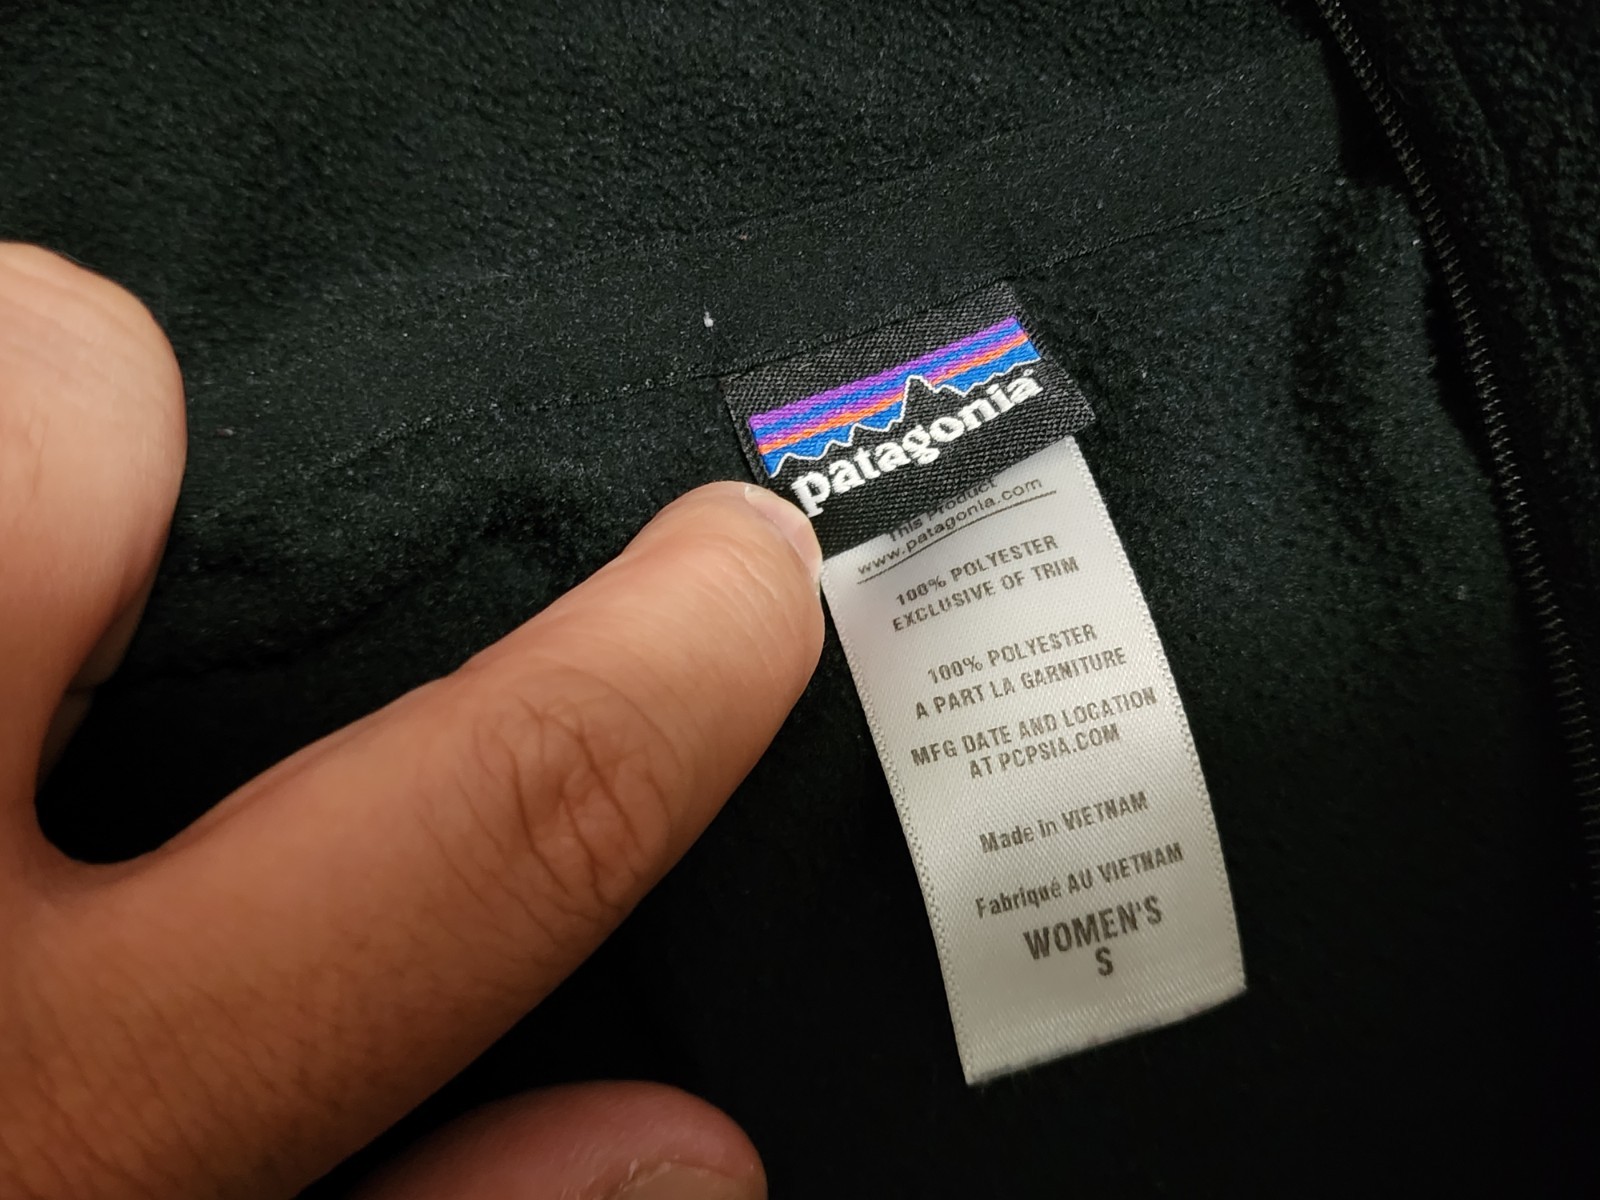 patagonia
This Product
www.patagonia.com
100% POLYESTER
EXCLUSIVE OF TRIM
100% POLYESTER
A PART LA GARNITURE
MFG DATE AND LOCATION
AT PCPSIA.COM
Made in VIETNAM
Fabriqué AU VIETNAM
WOMEN'S
S